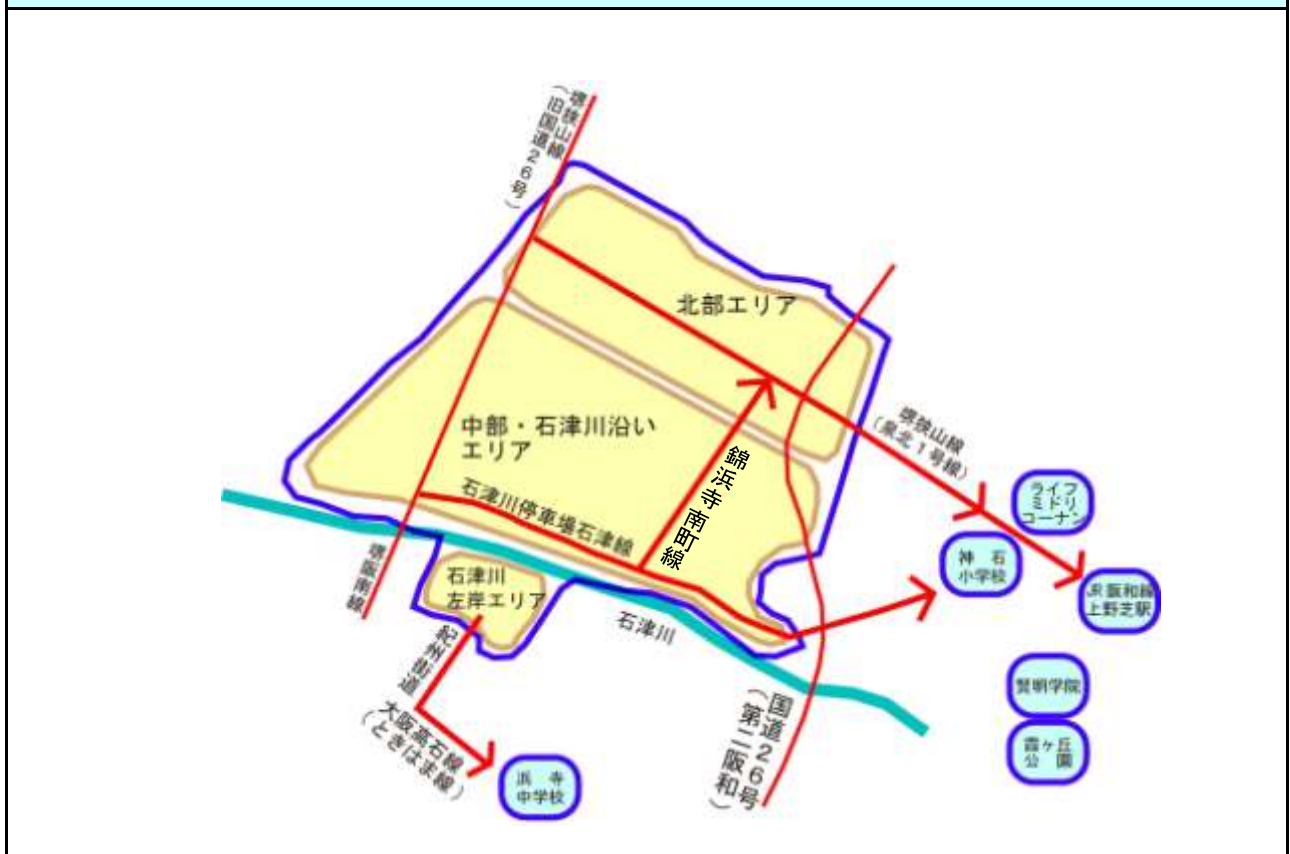 堺狭山線
(旧国道26号)
北部エリア
中部・石津川沿い
エリア
錦浜寺南町線
石津川停車場石津線
堺狭山線
(泉北1号線)
ライフ
ミドリ
コーナン
神 石
小学校
JR阪和線
上野芝駅
堺阪南線
石津川
左岸エリア
石津川
紀州街道
大阪高石線
(ときはま線)
国道26号
(第二阪和)
賢明学院
霞ヶ丘
公 園
浜 寺
中学校